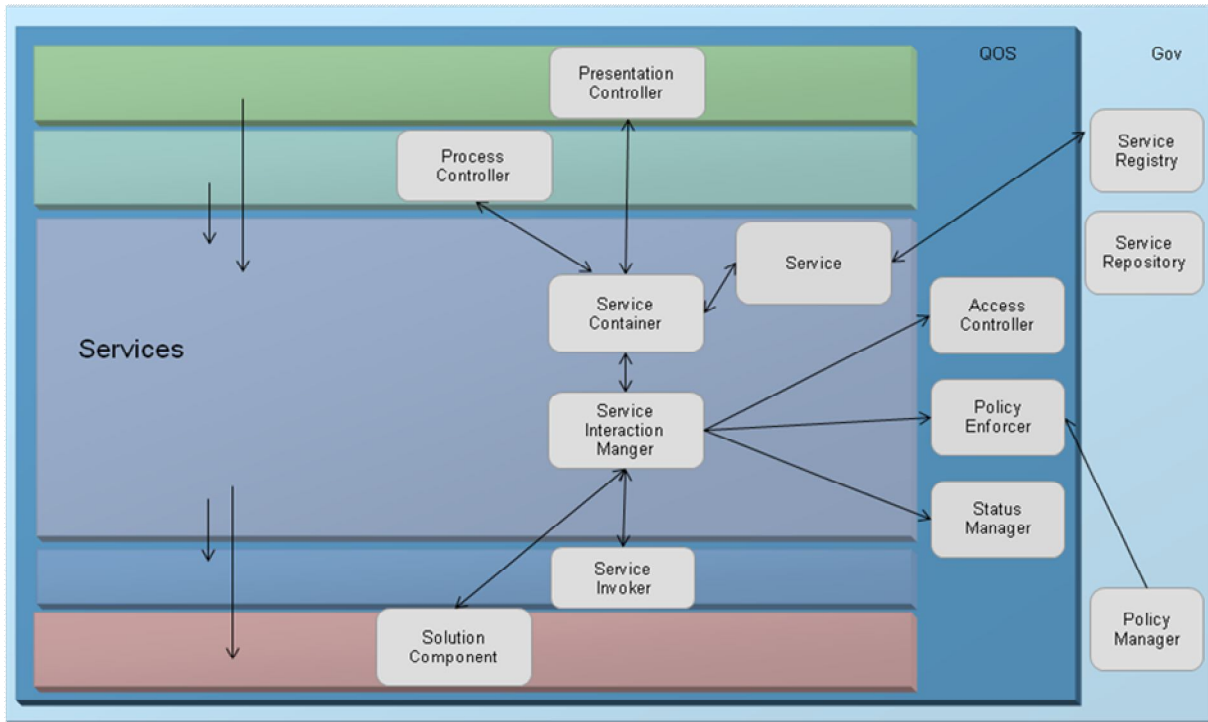 QOS
Gov
Presentation
Controller
Process
Controller
Service
Registry
Service
Repository
Service
Service
Container
Access
Controller
Services
Service
Interaction
Manger
Policy
Enforcer
Status
Manager
Service
Invoker
Solution
Component
Policy
Manager